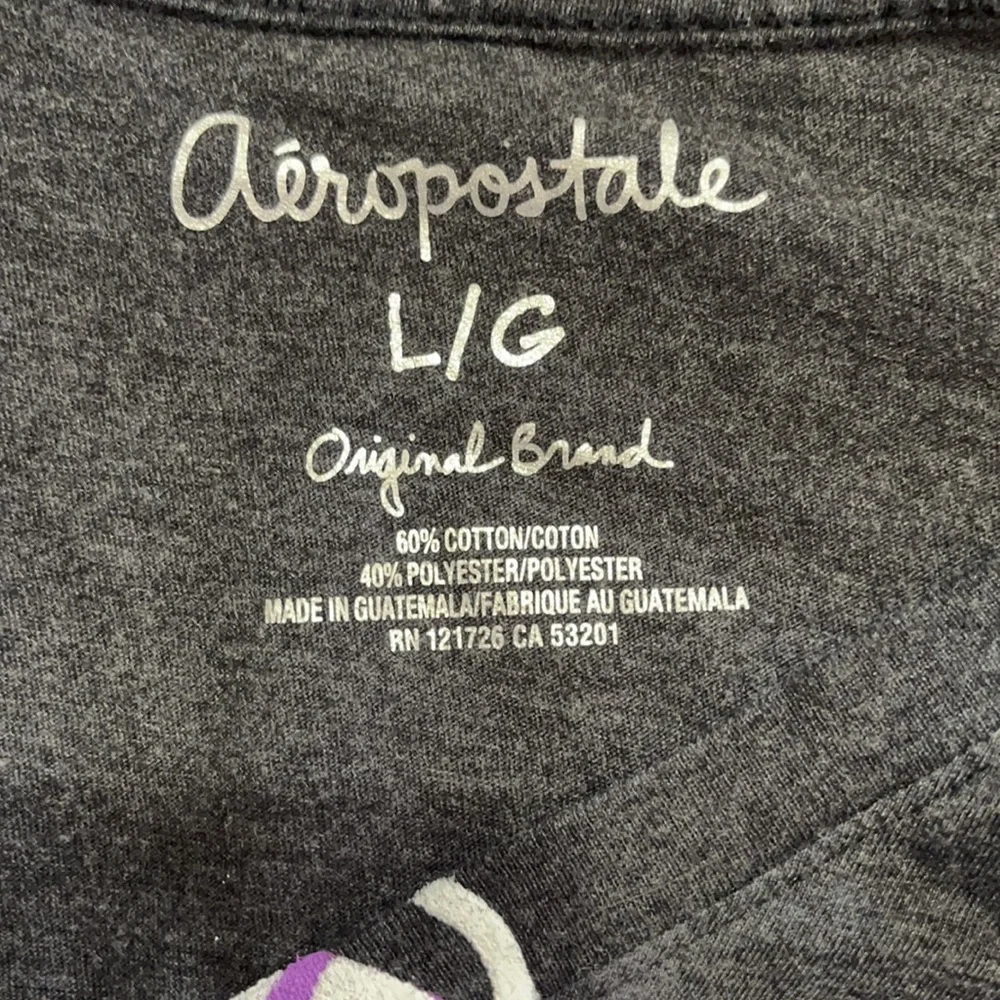 Aéropostale
L/G
Original Brand
60% COTTON/COTON
40% POLYESTER/POLYESTER
MADE IN GUATEMALA/FABRIQUE AU GUATEMALA
RN 121726 CA 53201